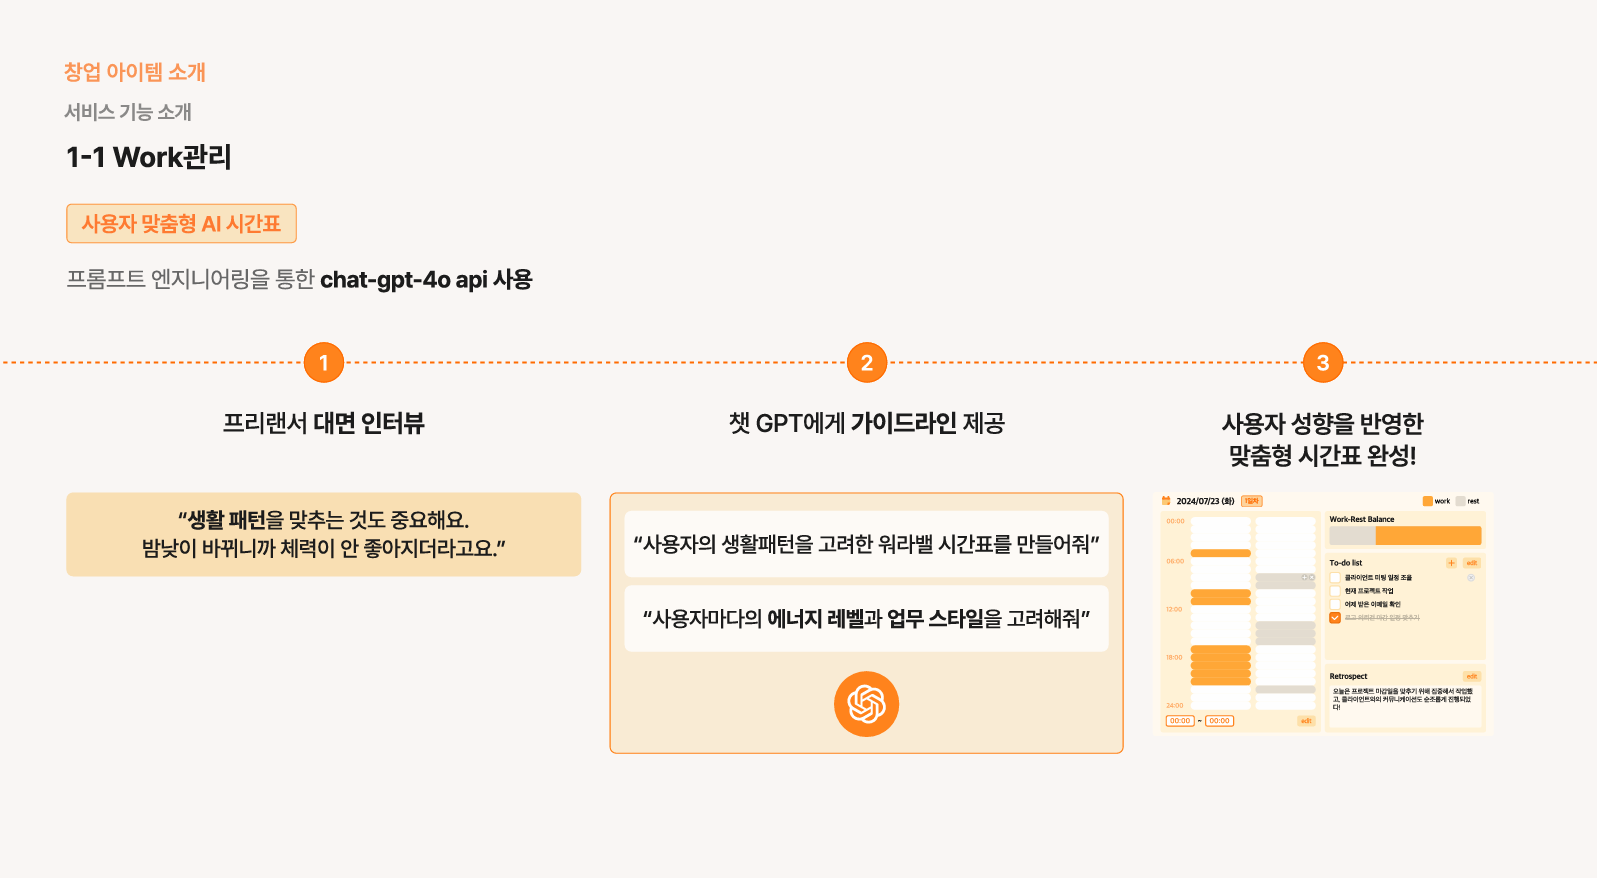 창업 아이템 소개
서비스 기능 소개
1-1 Work관리
사용자 맞춤형 AI 시간표
프롬프트 엔지니어링을 통한 chat-gpt-4o api 사용
1
프리랜서 대면 인터뷰
“생활 패턴을 맞추는 것도 중요해요.
밤낮이 바뀌니까 체력이 안 좋아지더라고요.”
2
챗 GPT에게 가이드라인 제공
“사용자의 생활패턴을 고려한 워라밸 시간표를 만들어줘”
“사용자마다의 에너지 레벨과 업무 스타일을 고려해줘”
3
사용자 성향을 반영한
맞춤형 시간표 완성!
2024/07/23 (화) 1일차
work rest
00:00
06:00
12:00
18:00
24:00
00:00 ~ 00:00 edit
Work-Rest Balance
To-do list + edit
클라이언트 미팅 일정 조율
현재 프로젝트 작업
어제 받은 이메일 확인
Retrospect edit
오늘은 프로젝트 마감일을 맞추기 위해 집중해서 작업했
고, 클라이언트와의 커뮤니케이션도 순조롭게 진행되었
다!